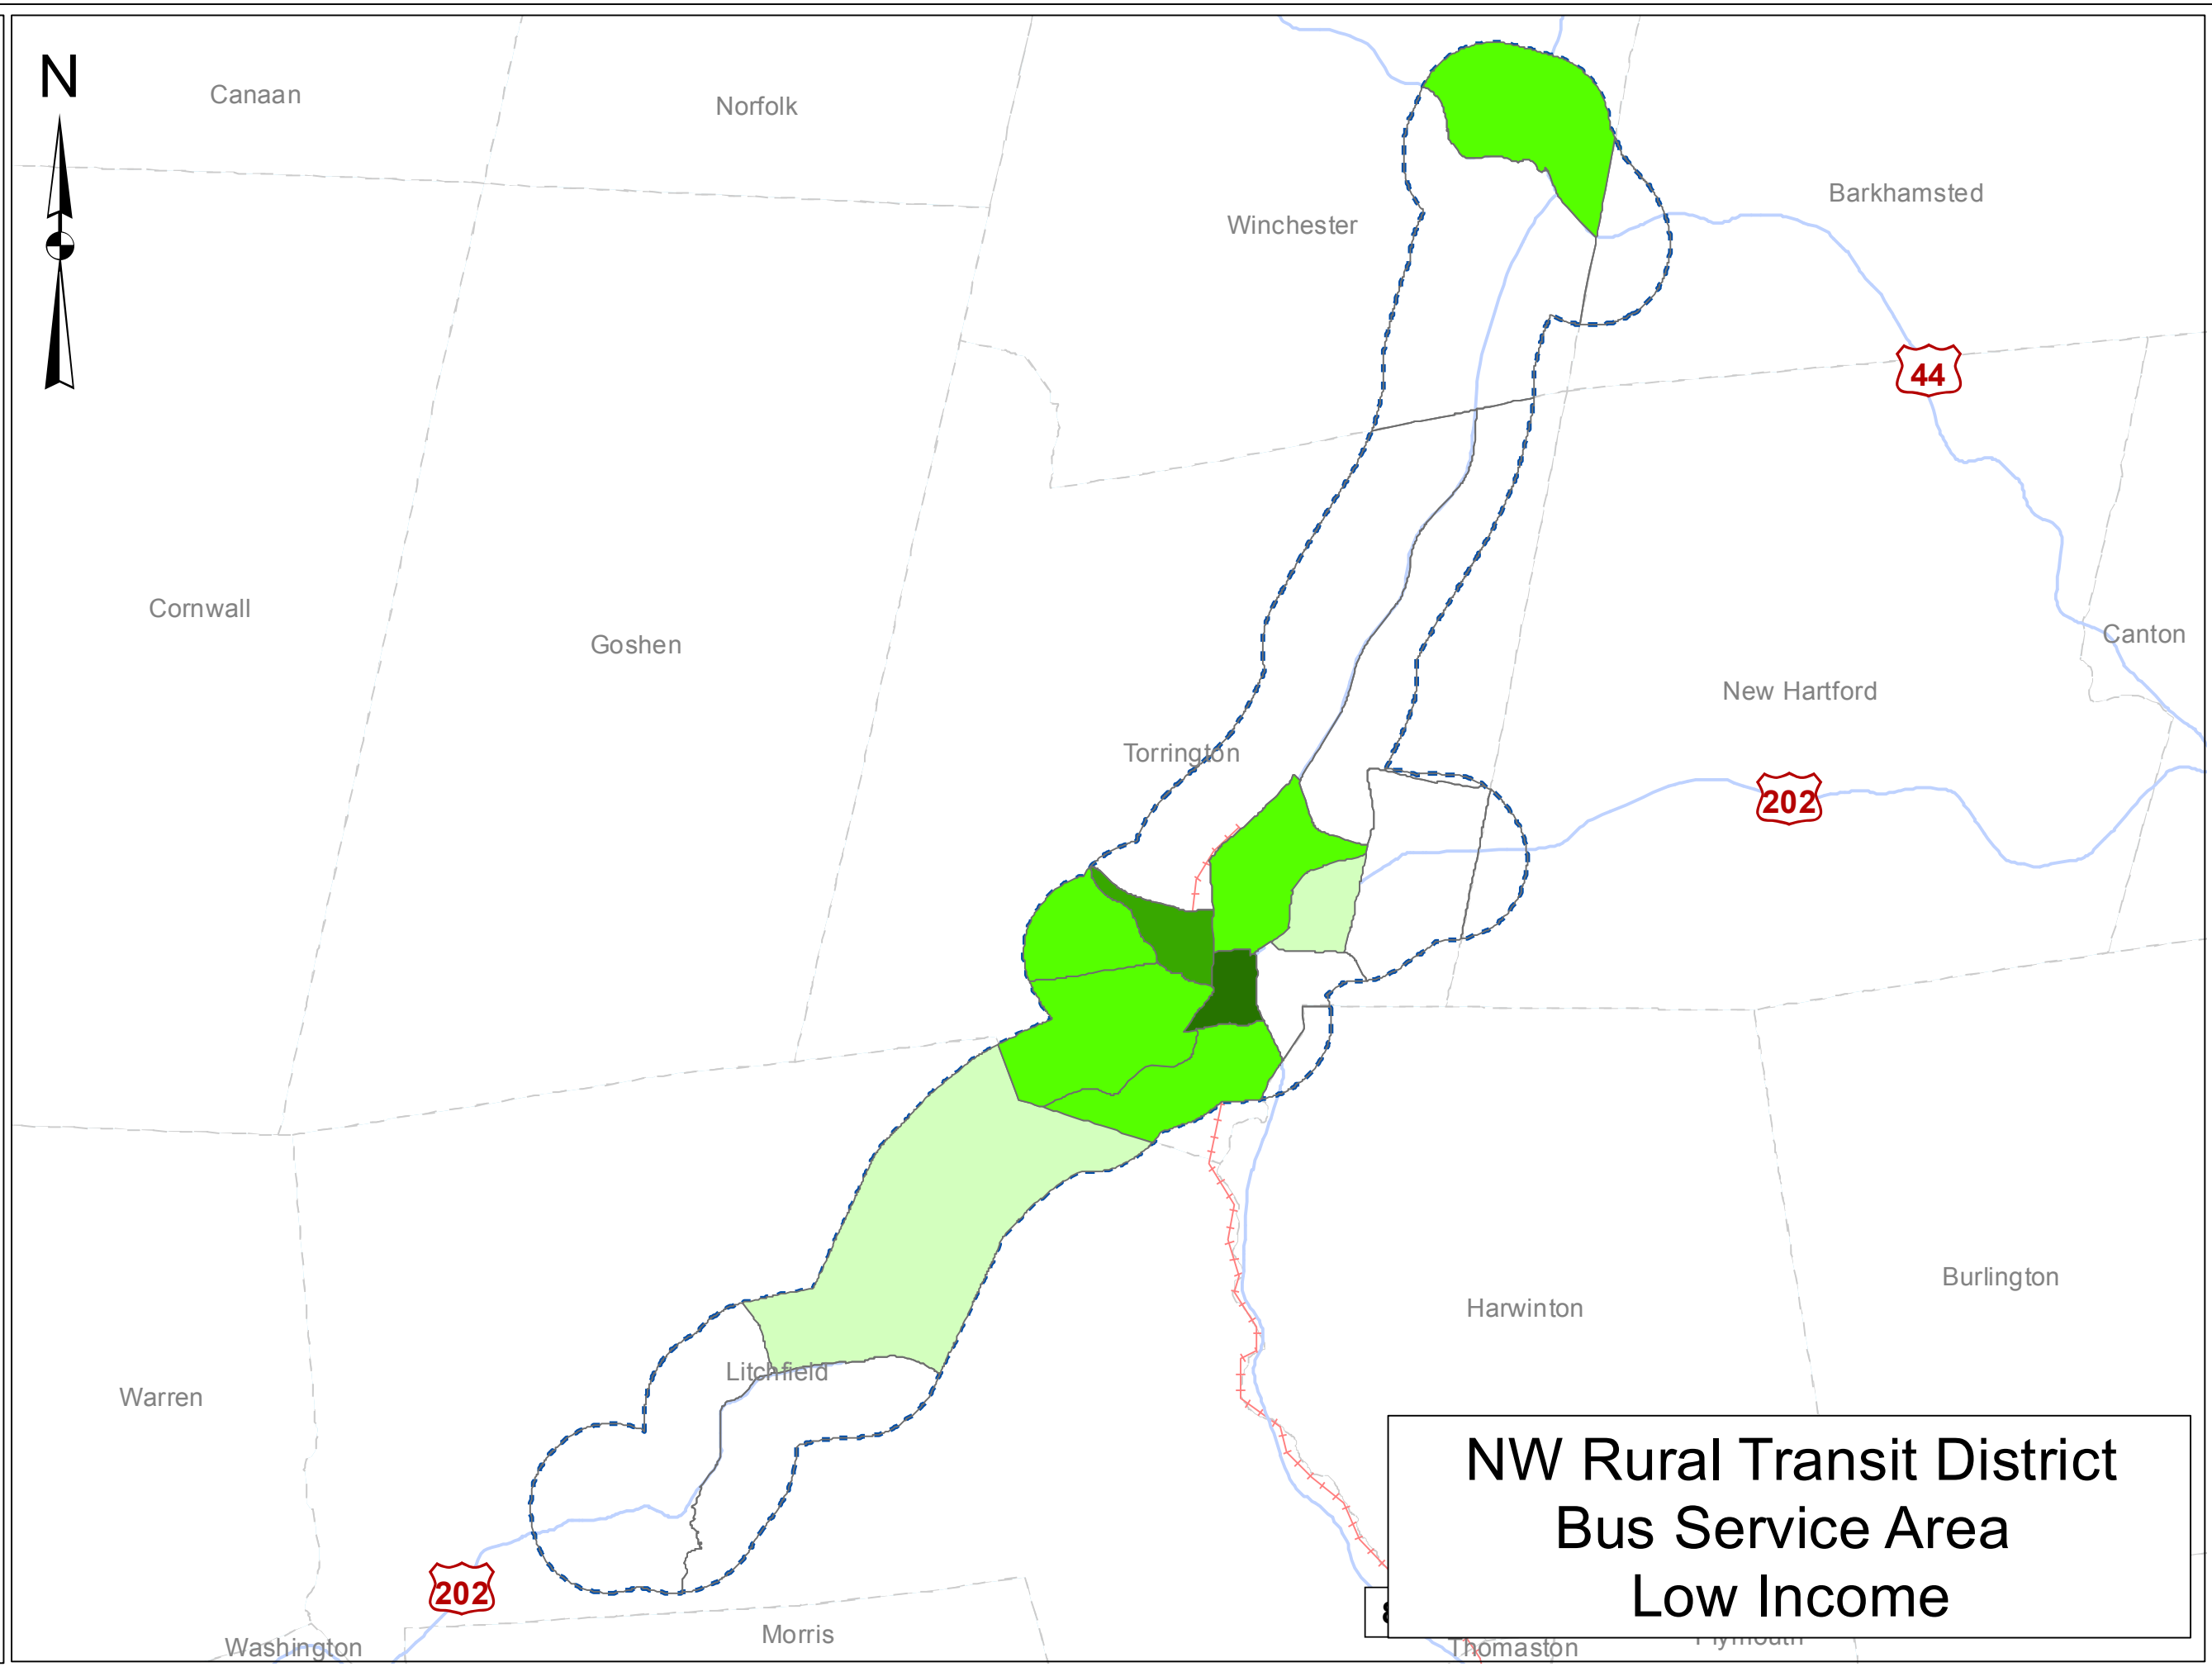 N
Canaan
Norfolk
Winchester
Barkhamsted
44
Cornwall
Goshen
Canton
New Hartford
Torrington
202
Burlington
Harwinton
Litchfield
Warren
NW Rural Transit District
Bus Service Area
Low Income
202
Morris
Washington
Thomaston